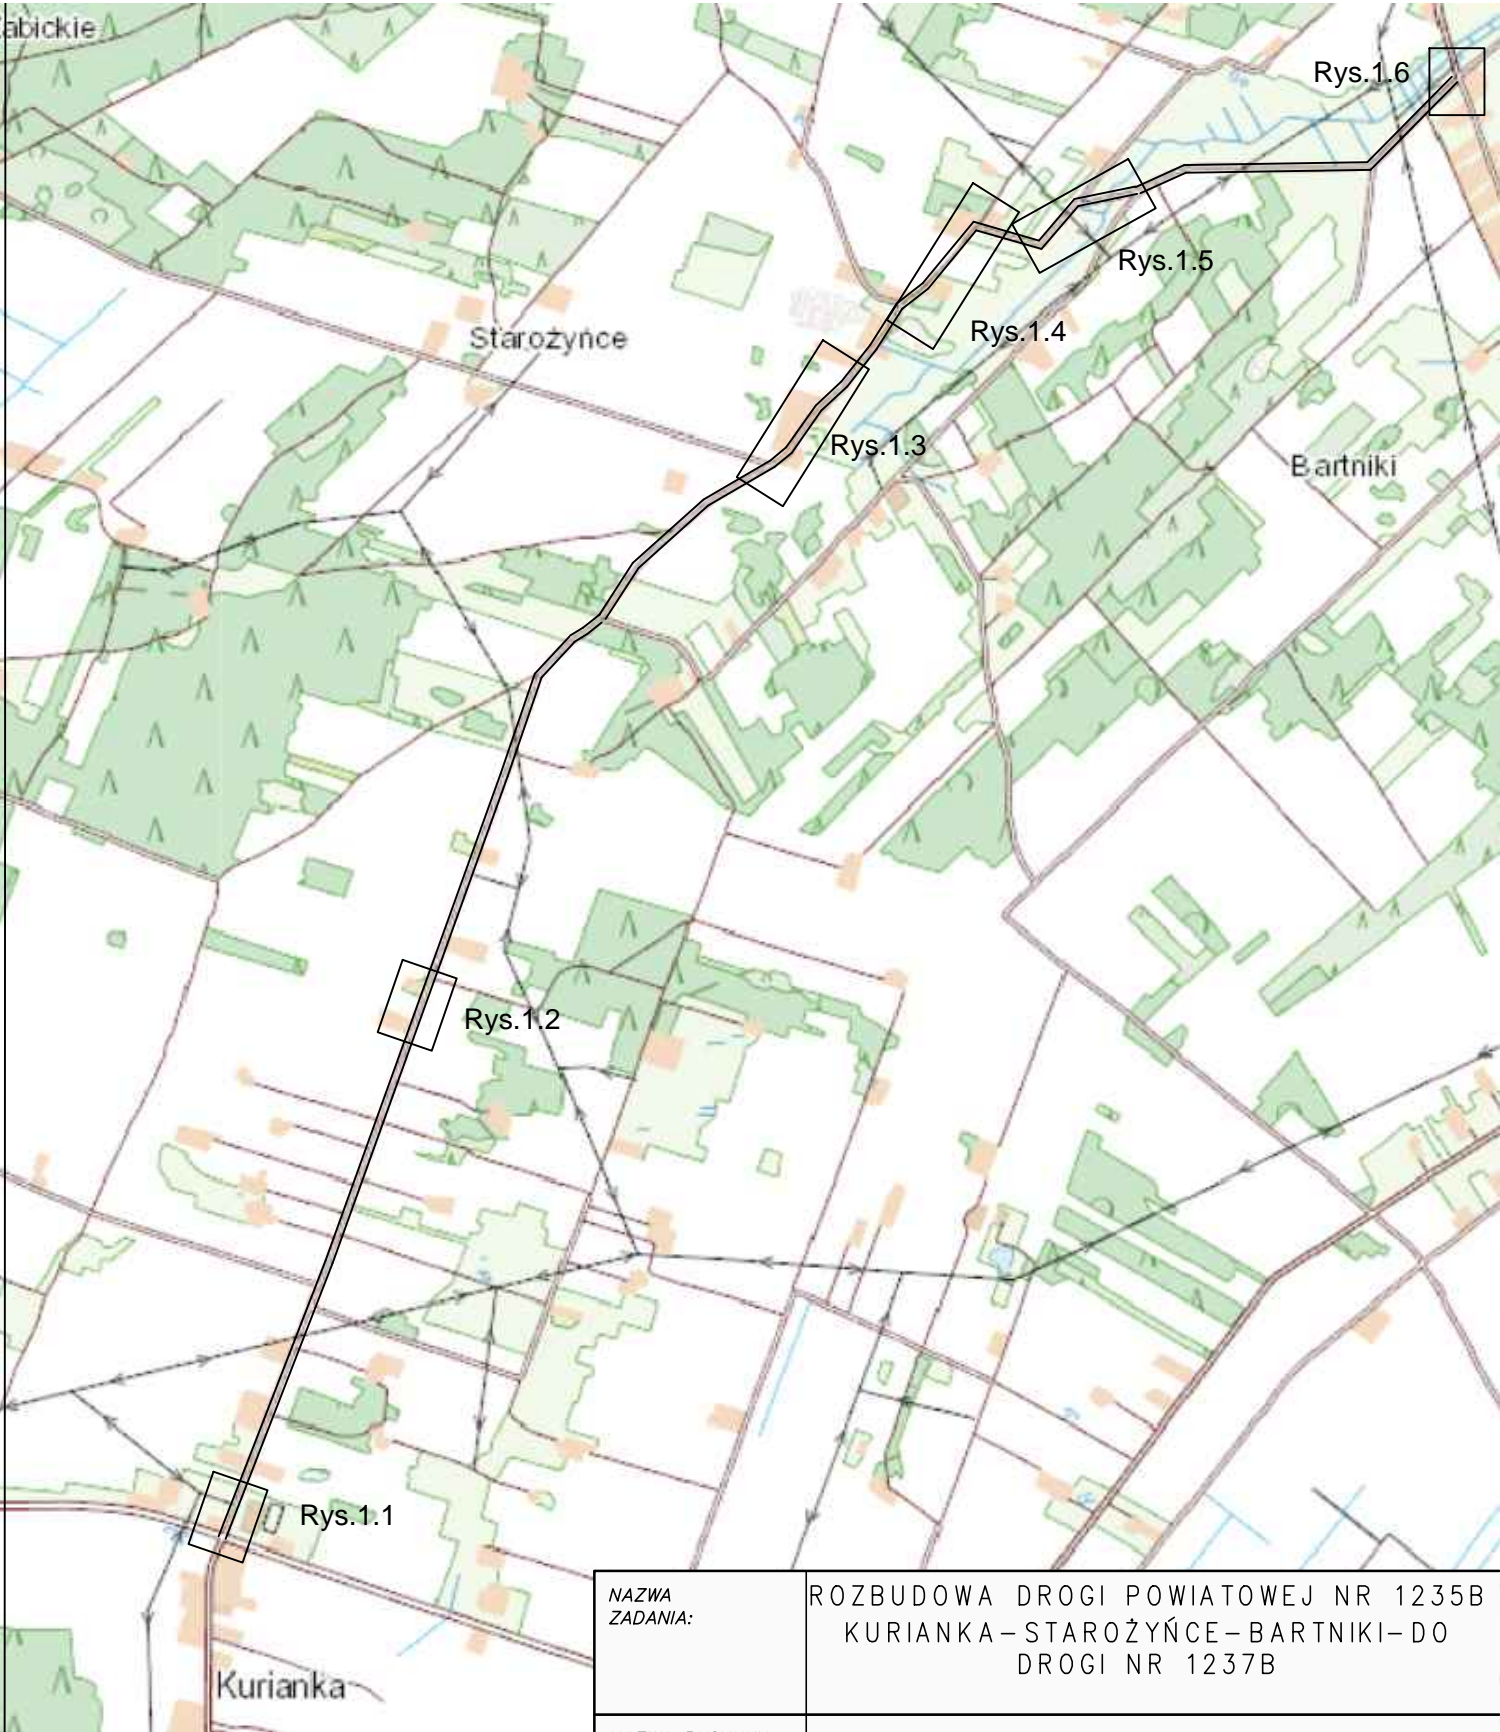 Rys.1.6
Rys.1.5
Rys.1.4
Starożyńce
Rys.1.3
Bartniki
Rys.1.2
Rys.1.1
Kurianka
NAZWA
ZADANIA:
ROZBUDOWA DROGI POWIATOWEJ NR 1235B
KURIANKA–STAROŻYŃCE–BARTNIKI–DO
DROGI NR 1237B